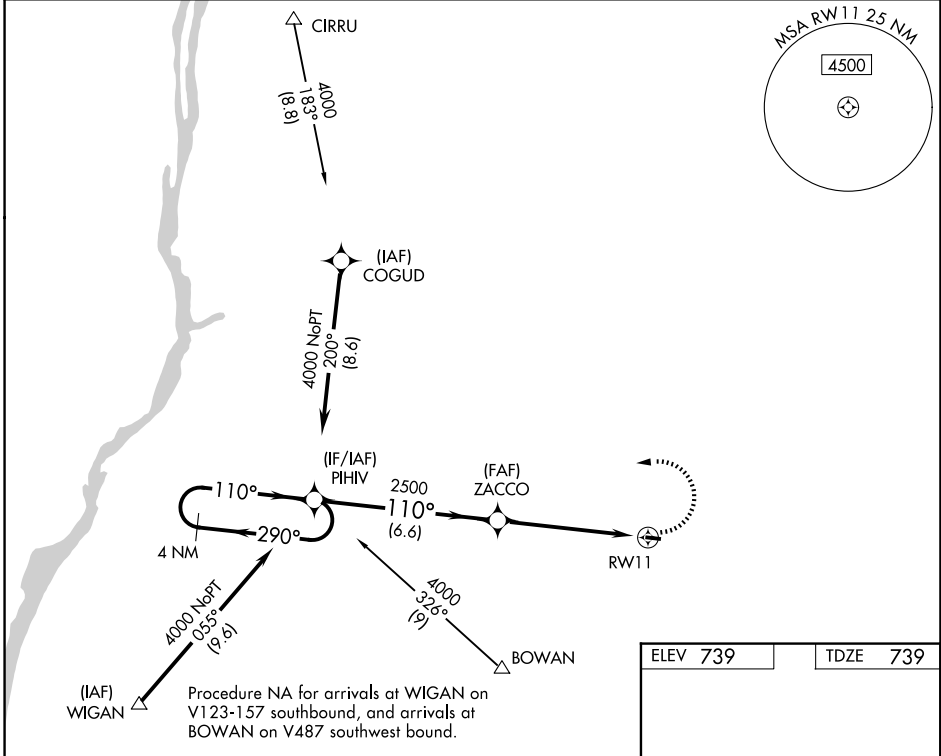 CIRRU
4000
183°
(8.8)
MSA RW11 25 NM
4500
(IAF)
COGUD
4000 NoPT
200°
(8.6)
(IF/IAF)
PIHIV
(FAF)
ZACCO
2500
110°
(6.6)
110°
290°
4 NM
RW11
4000 NoPT
055°
(9.6)
4000
326°
(9)
BOWAN
(IAF)
WIGAN
Procedure NA for arrivals at WIGAN on
V123-157 southbound, and arrivals at
BOWAN on V487 southwest bound.
ELEV 739
TDZE 739